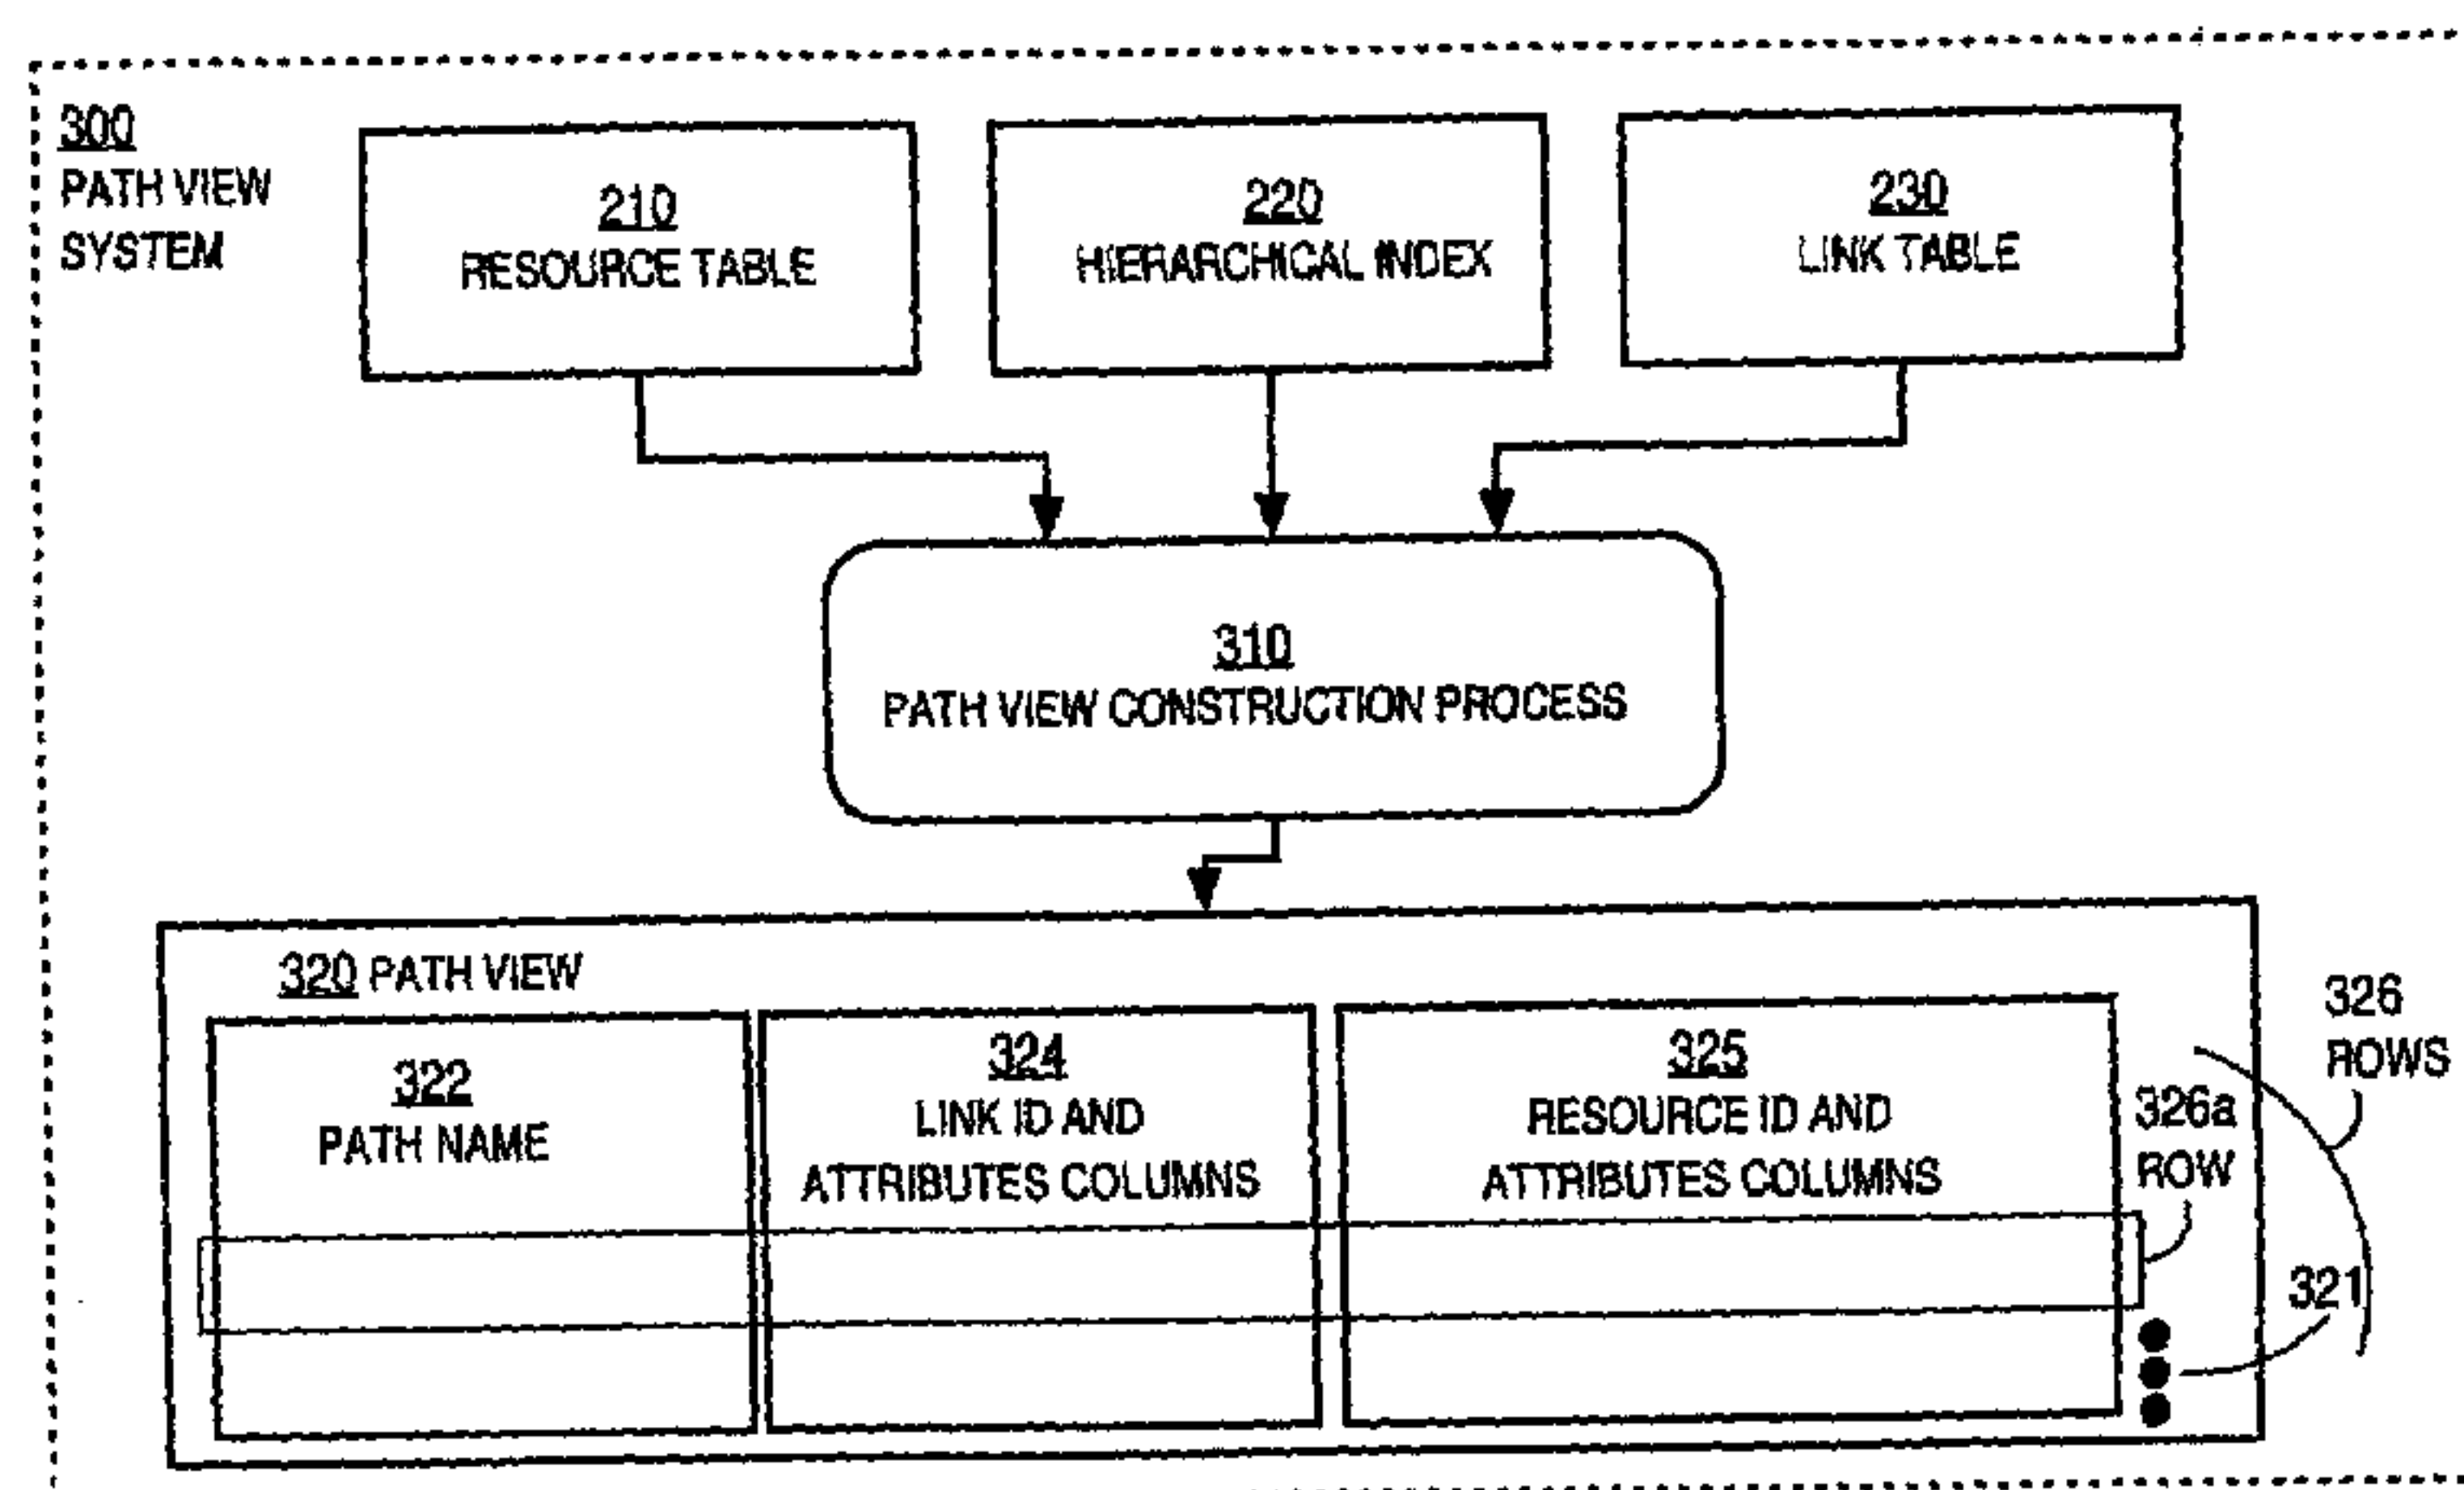 300
PATH VIEW
SYSTEM
210
RESOURCE TABLE
220
HIERARCHICAL INDEX
230
LINK TABLE
310
PATH VIEW CONSTRUCTION PROCESS
320 PATH VIEW
322
PATH NAME
324
LINK ID AND
ATTRIBUTES COLUMNS
325
RESOURCE ID AND
ATTRIBUTES COLUMNS
326a
ROW
326
ROWS
321